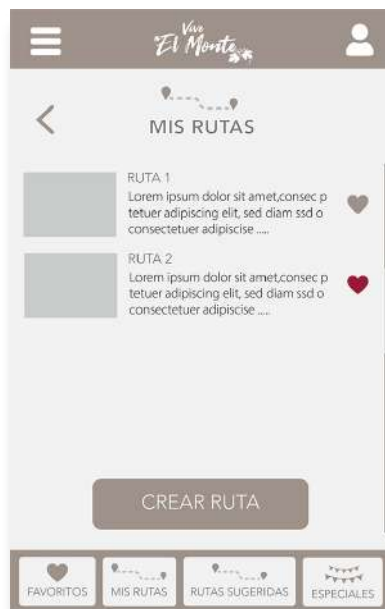 Vive
El Monte
MIS RUTAS
RUTA 1
Lorem ipsum dolor sit amet,consec p
tetuer adipiscing elit, sed diam ssd o
consectetuer adipiscise .....
RUTA 2
Lorem ipsum dolor sit amet,consec p
tetuer adipiscing elit, sed diam ssd o
consectetuer adipiscise .....
CREAR RUTA
FAVORITOS
MIS RUTAS
RUTAS SUGERIDAS
ESPECIALES